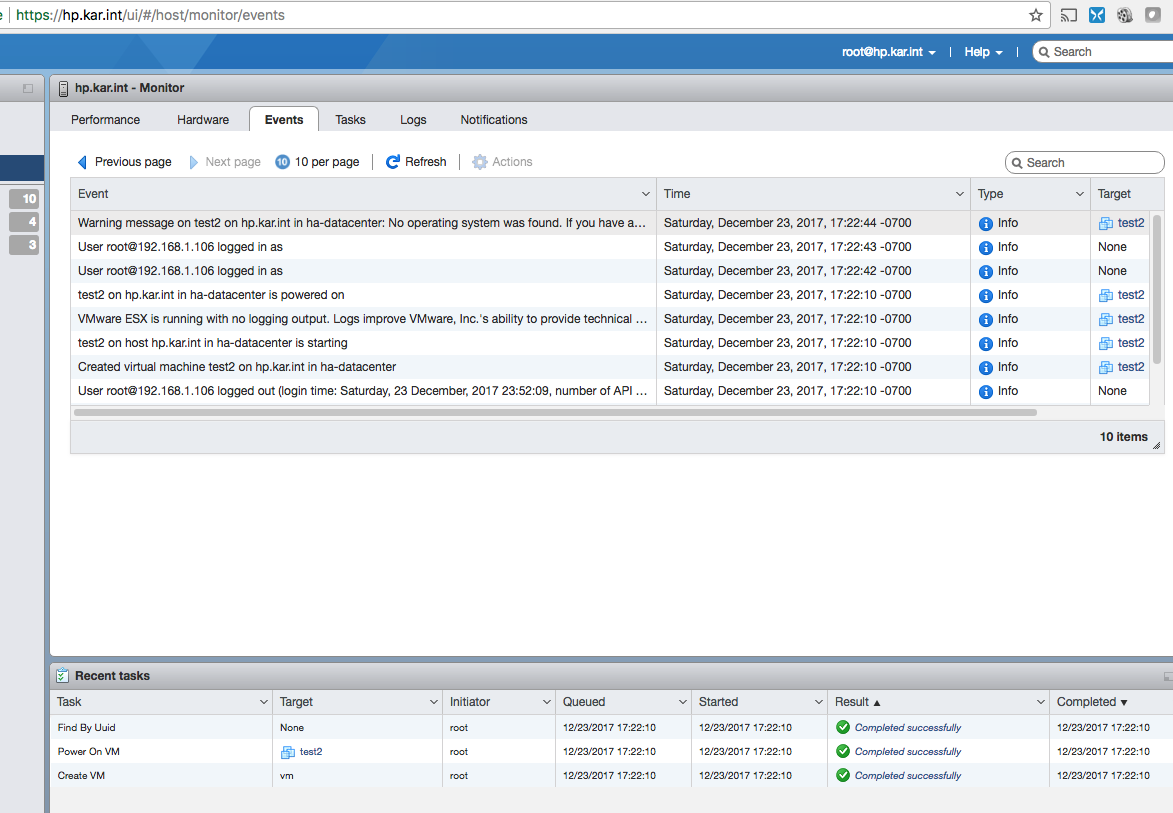 https://hp.kar.int/ui/#/host/monitor/events
root@hp.kar.int | Help | Search
hp.kar.int - Monitor
Performance Hardware Events Tasks Logs Notifications
Previous page Next page 10 10 per page Refresh Actions Search
10
4
3
Event Time Type Target
Warning message on test2 on hp.kar.int in ha-datacenter: No operating system was found. If you have a... Saturday, December 23, 2017, 17:22:44 -0700 Info test2
User root@192.168.1.106 logged in as Saturday, December 23, 2017, 17:22:43 -0700 Info None
User root@192.168.1.106 logged in as Saturday, December 23, 2017, 17:22:42 -0700 Info None
test2 on hp.kar.int in ha-datacenter is powered on Saturday, December 23, 2017, 17:22:10 -0700 Info test2
VMware ESX is running with no logging output. Logs improve VMware, Inc.'s ability to provide technical ... Saturday, December 23, 2017, 17:22:10 -0700 Info test2
test2 on host hp.kar.int in ha-datacenter is starting Saturday, December 23, 2017, 17:22:10 -0700 Info test2
Created virtual machine test2 on hp.kar.int in ha-datacenter Saturday, December 23, 2017, 17:22:10 -0700 Info test2
User root@192.168.1.106 logged out (login time: Saturday, 23 December, 2017 23:52:09, number of API ... Saturday, December 23, 2017, 17:22:10 -0700 Info None
10 items
Recent tasks
Task Target Initiator Queued Started Result Completed
Find By Uuid None root 12/23/2017 17:22:10 12/23/2017 17:22:10 Completed successfully 12/23/2017 17:22:10
Power On VM test2 root 12/23/2017 17:22:10 12/23/2017 17:22:10 Completed successfully 12/23/2017 17:22:10
Create VM vm root 12/23/2017 17:22:10 12/23/2017 17:22:10 Completed successfully 12/23/2017 17:22:10